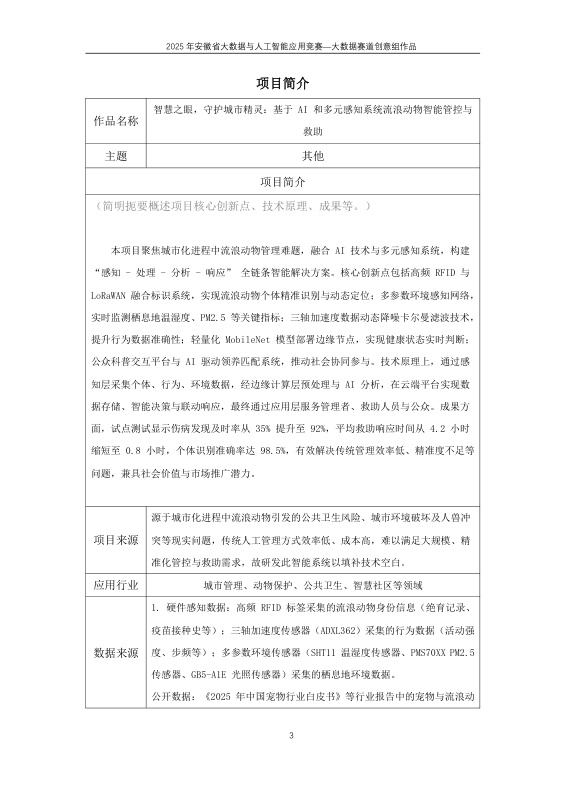 2025 年安徽省大数据与人工智能应用竞赛—大数据赛道创意组作品
项目简介
作品名称
智慧之眼，守护城市精灵：基于 AI 和多元感知系统流浪动物智能管控与
救助
主题
其他
项目简介
（简明扼要概述项目核心创新点、技术原理、成果等。）
本项目聚焦城市化进程中流浪动物管理难题，融合 AI 技术与多元感知系统，构建
“感知 - 处理 - 分析 - 响应” 全链条智能解决方案。核心创新点包括高频 RFID 与
LoRaWAN 融合标识系统，实现流浪动物个体精准识别与动态定位；多参数环境感知网络，
实时监测栖息地温湿度、PM2.5 等关键指标；三轴加速度数据动态降噪卡尔曼滤波技术，
提升行为数据准确性；轻量化 MobileNet 模型部署边缘节点，实现健康状态实时判断；
公众科普交互平台与 AI 驱动领养匹配系统，推动社会协同参与。技术原理上，通过感
知层采集个体、行为、环境数据，经边缘计算层预处理与 AI 分析，在云端平台实现数
据存储、智能决策与联动响应，最终通过应用层服务管理者、救助人员与公众。成果方
面，试点测试显示伤病发现及时率从 35% 提升至 92%，平均救助响应时间从 4.2 小时
缩短至 0.8 小时，个体识别准确率达 98.5%，有效解决传统管理效率低、精准度不足等
问题，兼具社会价值与市场推广潜力。
项目来源
源于城市化进程中流浪动物引发的公共卫生风险、城市环境破坏及人兽冲
突等现实问题，传统人工管理方式效率低、成本高，难以满足大规模、精
准化管控与救助需求，故研发此智能系统以填补技术空白。
应用行业
城市管理、动物保护、公共卫生、智慧社区等领域
数据来源
1. 硬件感知数据：高频 RFID 标签采集的流浪动物身份信息（绝育记录、
疫苗接种史等）；三轴加速度传感器（ADXL362）采集的行为数据（活动强
度、步频等）；多参数环境传感器（SHT11 温湿度传感器、PMS70XX PM2.5
传感器、GB5-A1E 光照传感器）采集的栖息地环境数据。
公开数据：《2025 年中国宠物行业白皮书》等行业报告中的宠物与流浪动
3